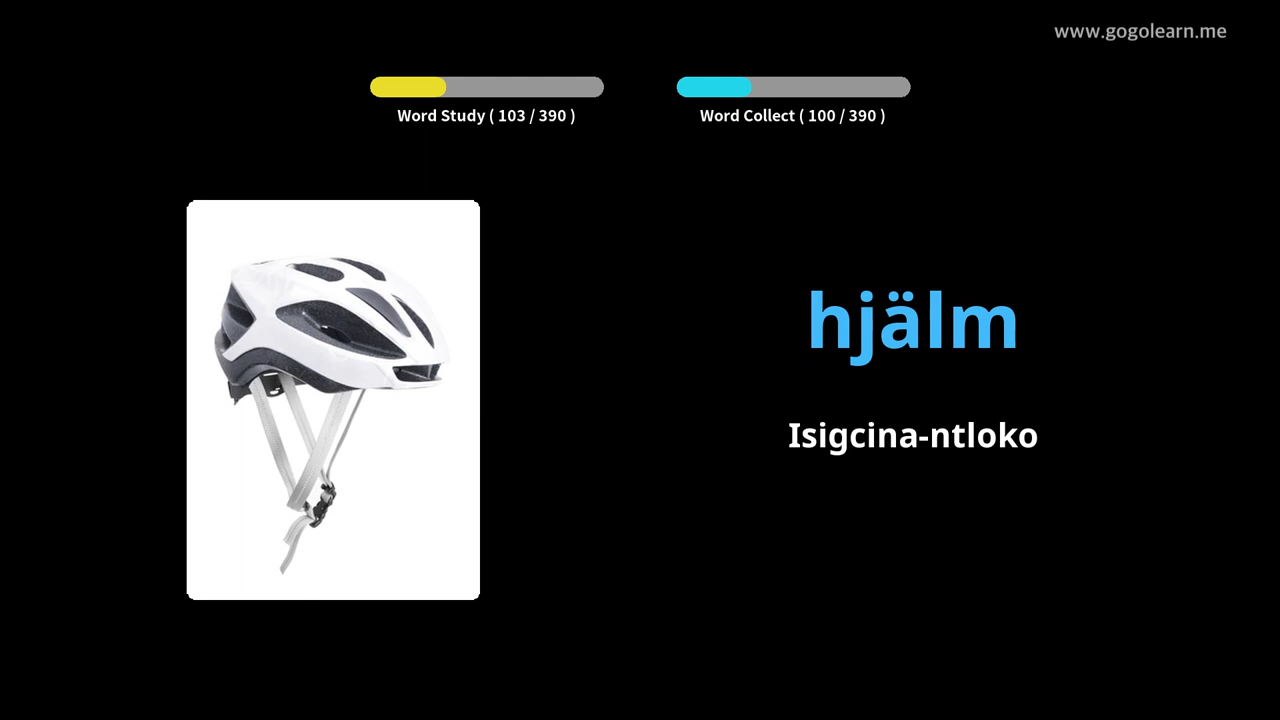 www.gogolearn.me
Word Study ( 103 / 390 )
Word Collect ( 100 / 390 )
hjälm
Isigcina-ntloko